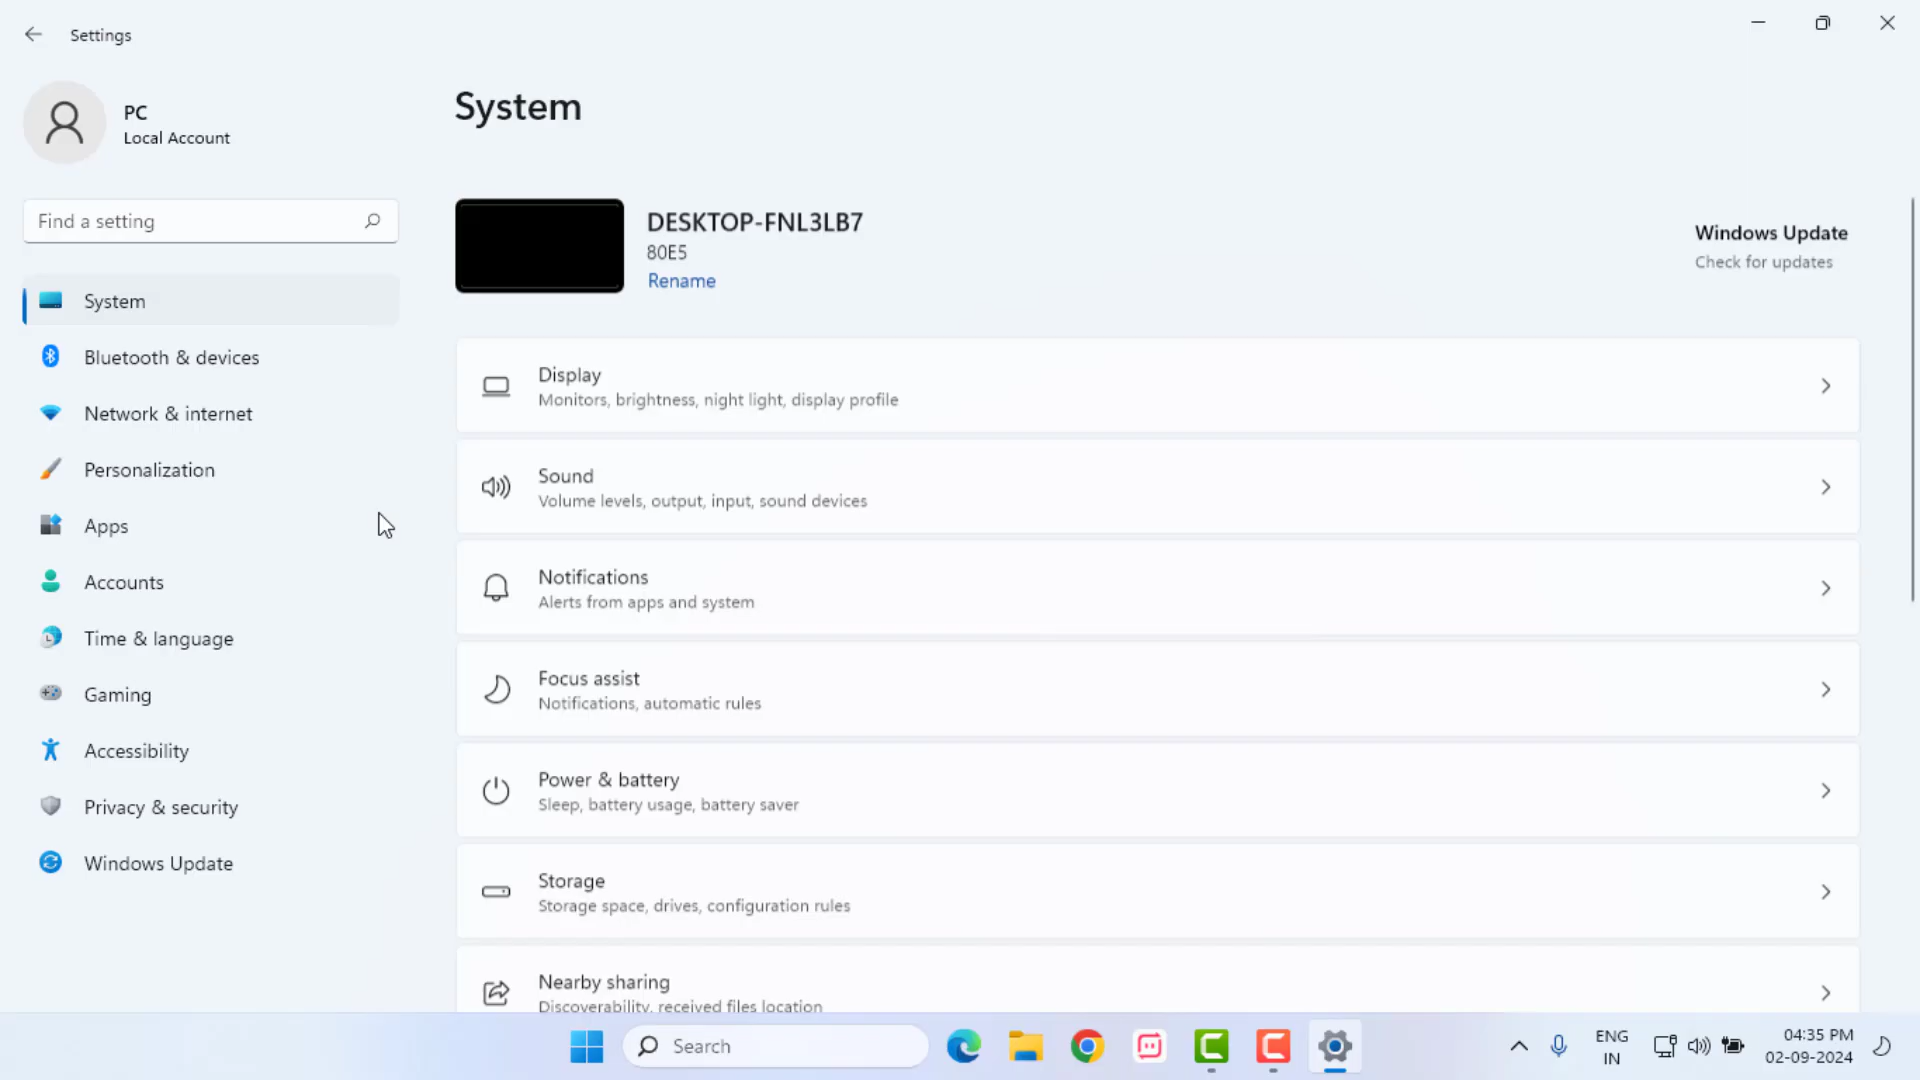 Settings
PC
Local Account
Find a setting
System
Bluetooth & devices
Network & internet
Personalization
Apps
Accounts
Time & language
Gaming
Accessibility
Privacy & security
Windows Update
System
DESKTOP-FNL3LB7
80E5
Rename
Windows Update
Check for updates
Display
Monitors, brightness, night light, display profile
Sound
Volume levels, output, input, sound devices
Notifications
Alerts from apps and system
Focus assist
Notifications, automatic rules
Power & battery
Sleep, battery usage, battery saver
Storage
Storage space, drives, configuration rules
Nearby sharing
Discoverability, received files location
Search
ENG
IN
04:35 PM
02-09-2024